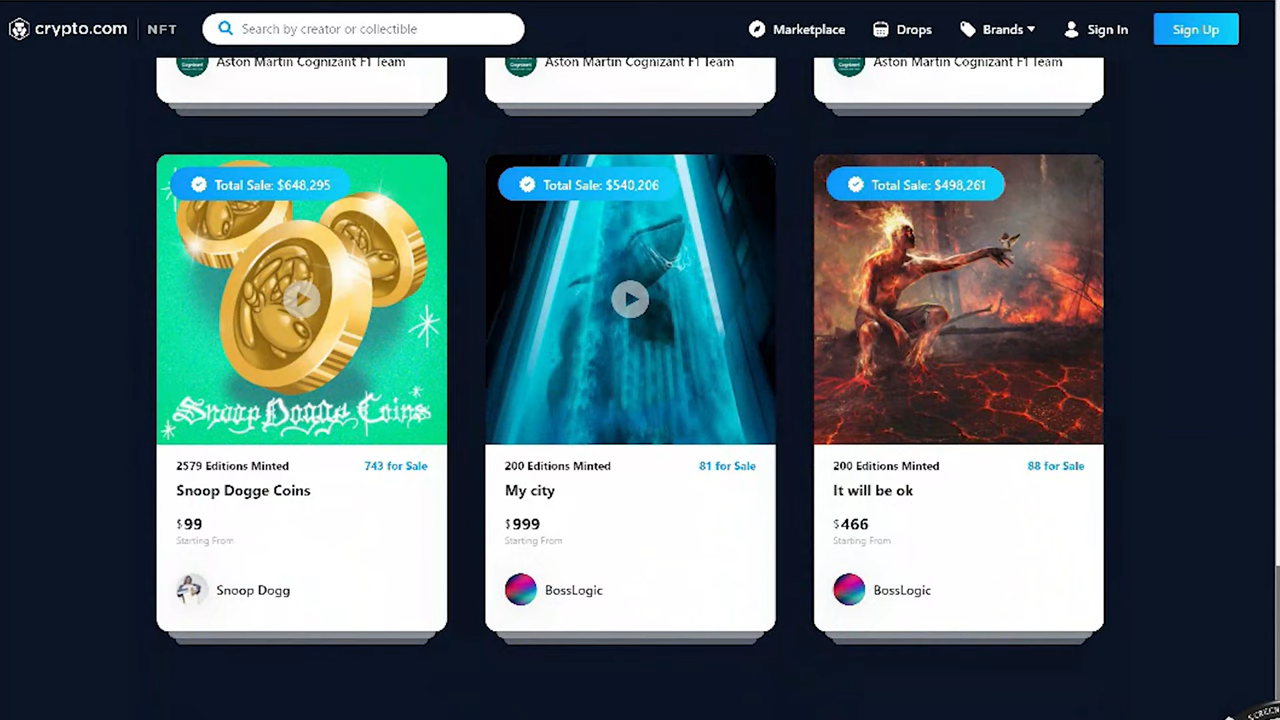 crypto.com NFT
Search by creator or collectible
Marketplace
Drops
Brands
Sign In
Sign Up
Aston Martin Cognizant F1 Team
Aston Martin Cognizant F1 Team
Aston Martin Cognizant F1 Team
Total Sale: $648,295
Snoop Dogge Coins
2579 Editions Minted
743 for Sale
Snoop Dogge Coins
$99
Starting From
Snoop Dogg
Total Sale: $540,206
200 Editions Minted
81 for Sale
My city
$999
Starting From
BossLogic
Total Sale: $498,261
200 Editions Minted
88 for Sale
It will be ok
$466
Starting From
BossLogic